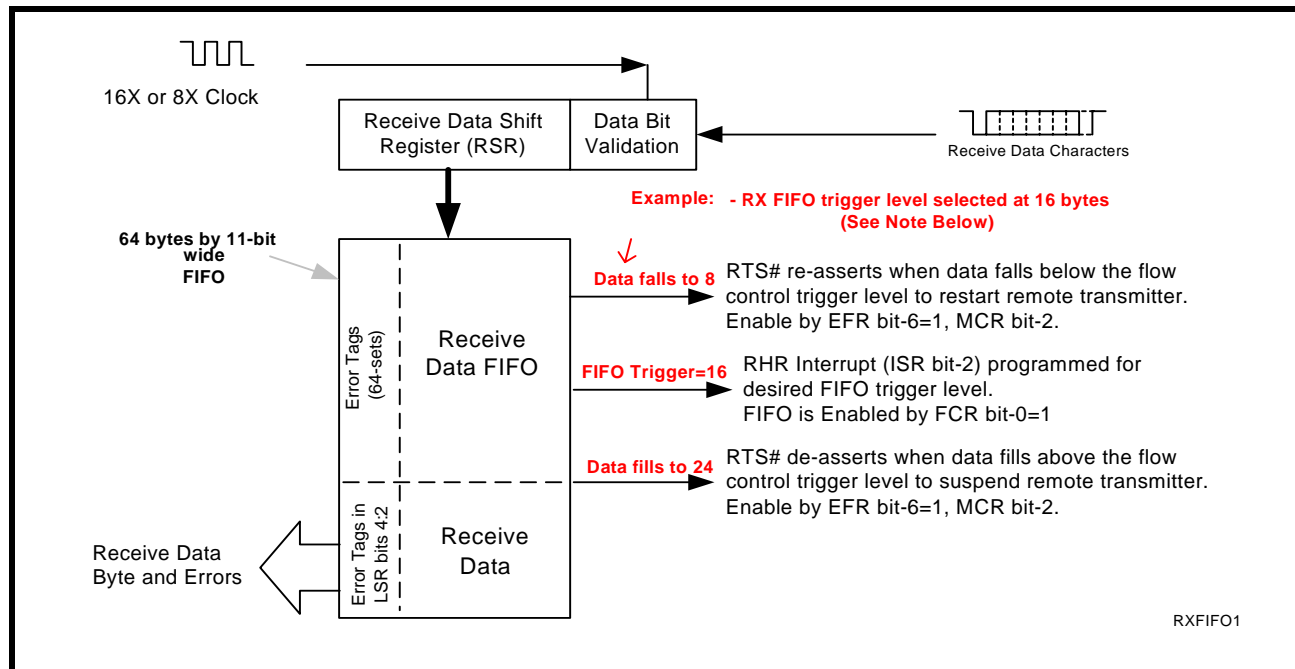 16X or 8X Clock
Receive Data Shift
Register (RSR)
Data Bit
Validation
Receive Data Characters
Example: - RX FIFO trigger level selected at 16 bytes
(See Note Below)
64 bytes by 11-bit
wide
FIFO
Error Tags
(64-sets)
Receive
Data FIFO
Data falls to 8
RTS# re-asserts when data falls below the flow
control trigger level to restart remote transmitter.
Enable by EFR bit-6=1, MCR bit-2.
FIFO Trigger=16
RHR Interrupt (ISR bit-2) programmed for
desired FIFO trigger level.
FIFO is Enabled by FCR bit-0=1
Data fills to 24
RTS# de-asserts when data fills above the flow
control trigger level to suspend remote transmitter.
Enable by EFR bit-6=1, MCR bit-2.
Error Tags in
LSR bits 4:2
Receive
Data
Receive Data
Byte and Errors
RXFIFO1